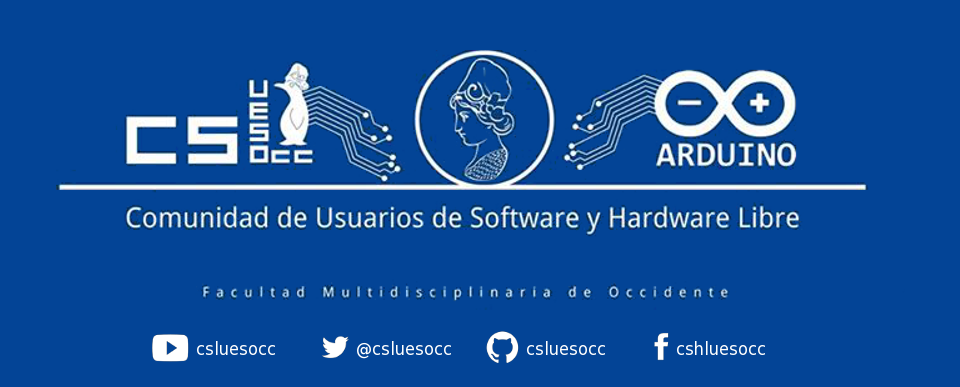 CS UESOCC ARDUINO
Comunidad de Usuarios de Software y Hardware Libre
Facultad Multidisciplinaria de Occidente
csluesocc @csluesocc csluesocc cshluesocc